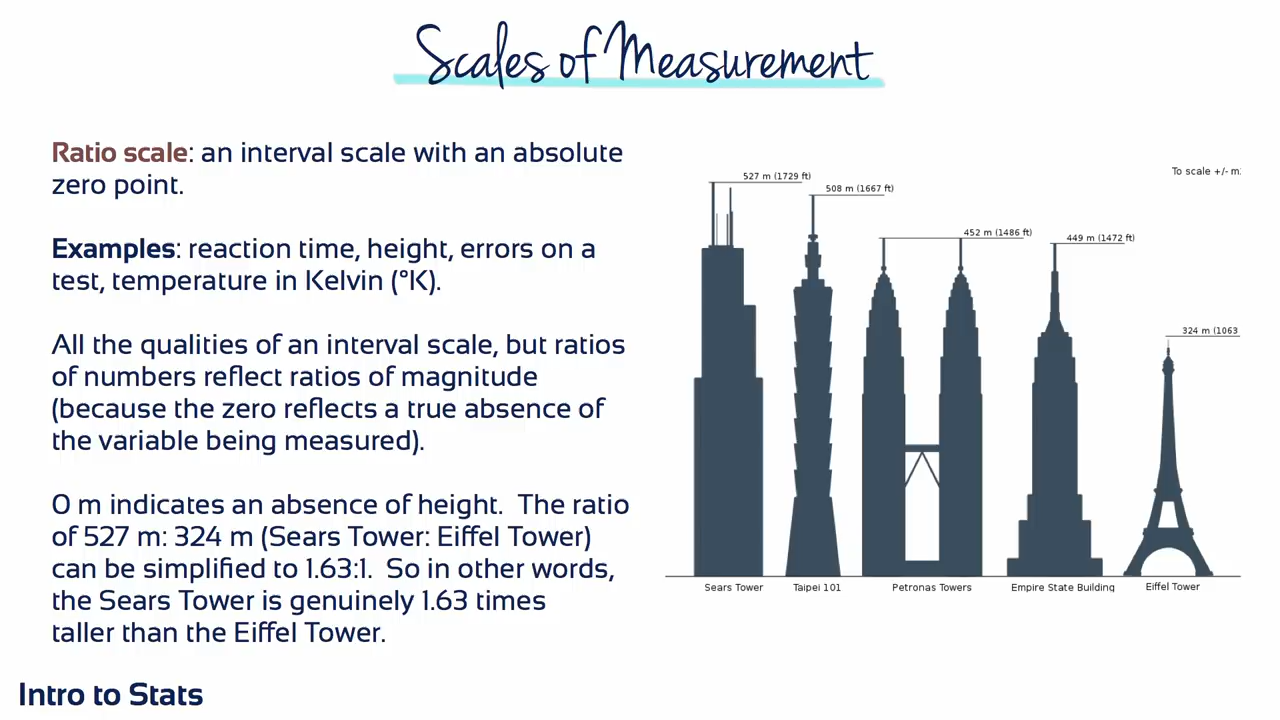 Scales of Measurement
Ratio scale: an interval scale with an absolute
zero point.
Examples: reaction time, height, errors on a
test, temperature in Kelvin (°K).
All the qualities of an interval scale, but ratios
of numbers reflect ratios of magnitude
(because the zero reflects a true absence of
the variable being measured).
0 m indicates an absence of height. The ratio
of 527 m: 324 m (Sears Tower: Eiffel Tower)
can be simplified to 1.63:1. So in other words,
the Sears Tower is genuinely 1.63 times
taller than the Eiffel Tower.
To scale +/-
527 m (1729 ft)
508 m (1667 ft)
452 m (1486 ft)
449 m (1472 ft)
324 m (1063
Sears Tower
Taipei 101
Petronas Towers
Empire State Building
Eiffel Tower
Intro to Stats